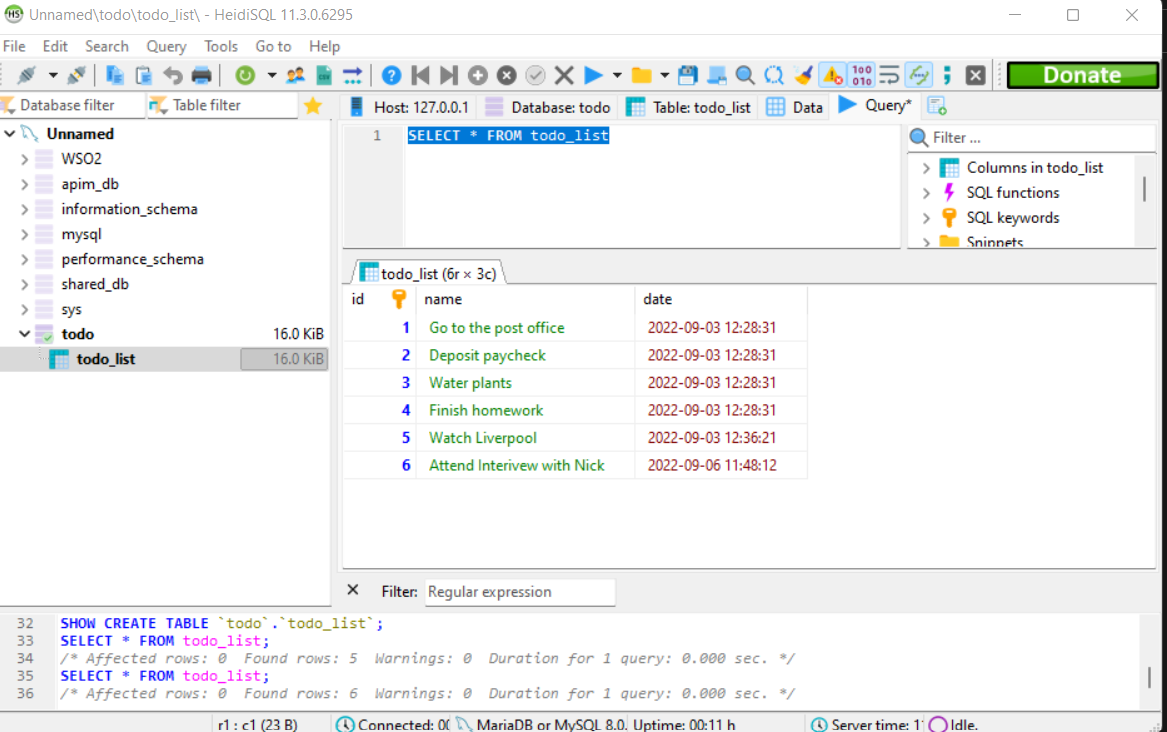 HS Unnamed\todo\todo_list\ - HeidiSQL 11.3.0.6295
File Edit Search Query Tools Go to Help
Donate
Database filter Table filter Host: 127.0.0.1 Database: todo Table: todo_list Data Query*
Unnamed
WSO2
apim_db
information_schema
mysql
performance_schema
shared_db
sys
todo 16.0 KiB
todo_list 16.0 KiB
1 SELECT * FROM todo_list
Filter ...
Columns in todo_list
SQL functions
SQL keywords
Snippets
todo_list (6r × 3c)
id name date
1 Go to the post office 2022-09-03 12:28:31
2 Deposit paycheck 2022-09-03 12:28:31
3 Water plants 2022-09-03 12:28:31
4 Finish homework 2022-09-03 12:28:31
5 Watch Liverpool 2022-09-03 12:36:21
6 Attend Interivew with Nick 2022-09-06 11:48:12
Filter: Regular expression
32 SHOW CREATE TABLE `todo`.`todo_list`;
33 SELECT * FROM todo_list;
34 /* Affected rows: 0 Found rows: 5 Warnings: 0 Duration for 1 query: 0.000 sec. */
35 SELECT * FROM todo_list;
36 /* Affected rows: 0 Found rows: 6 Warnings: 0 Duration for 1 query: 0.000 sec. */
r1 : c1 (23 B) Connected: MariaDB or MySQL 8.0. Uptime: 00:11 h Server time: Idle.